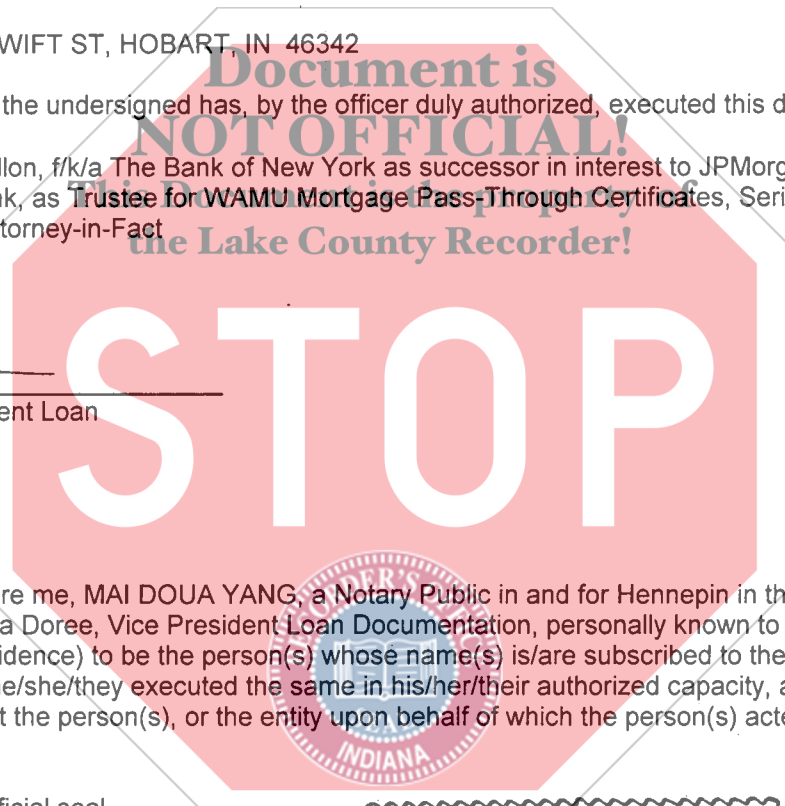 WIFT ST, HOBART, IN 46342
Document is
the undersigned has, by the officer duly authorized, executed this d
NOT OFFICIAL!
llon, f/k/a The Bank of New York as successor in interest to JPMorg
This Document is the property of
nk, as Trustee for WAMU Mortgage Pass-Through Certificates, Seri
torney-in-Fact
the Lake County Recorder!
STOP
ent Loan
re me, MAI DOUA YANG, a Notary Public in and for Hennepin in th
a Doree, Vice President Loan Documentation, personally known to
idence) to be the person(s) whose name(s) is/are subscribed to the
ne/she/they executed the same in his/her/their authorized capacity, a
t the person(s), or the entity upon behalf of which the person(s) acte
SEAL
INDIANA
ficial seal